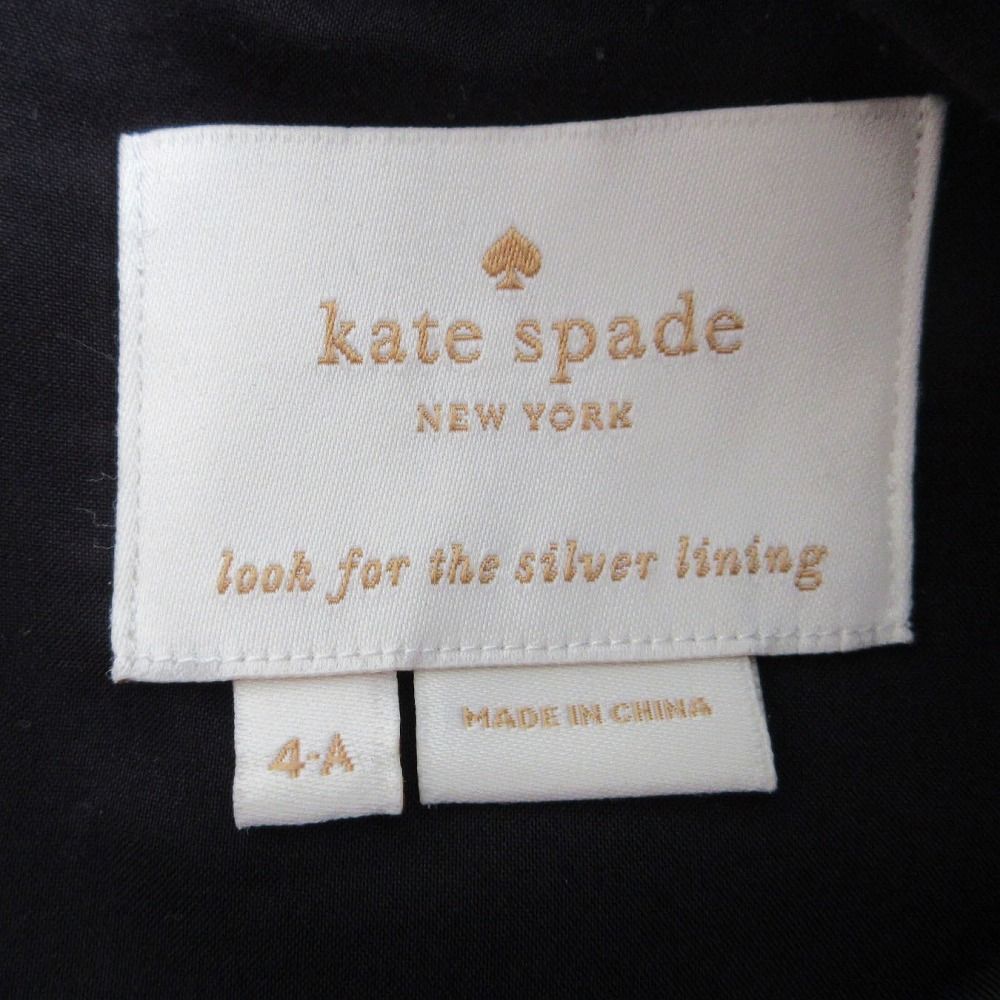 kate spade
NEW YORK
look for the silver lining
4-A
MADE IN CHINA